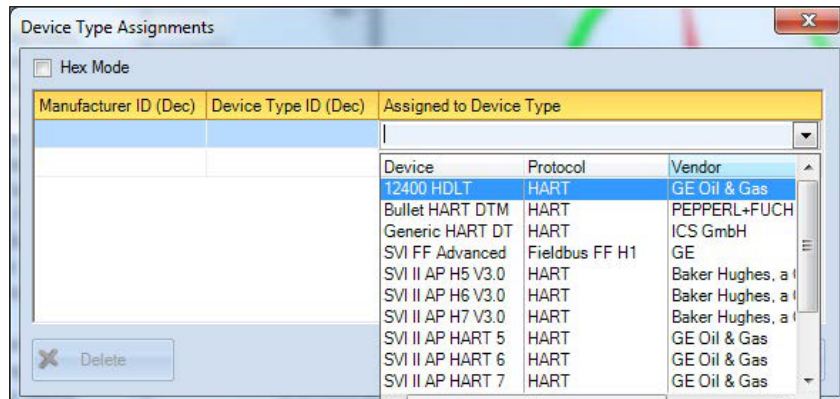 Device Type Assignments
Hex Mode
Manufacturer ID (Dec) Device Type ID (Dec) Assigned to Device Type
Device Protocol Vendor
12400 HDLT HART GE Oil & Gas
Bullet HART DTM HART PEPPERL+FUCH
Generic HART DT HART ICS GmbH
SVI FF Advanced Fieldbus FF H1 GE
SVI II AP H5 V3.0 HART Baker Hughes, a
SVI II AP H6 V3.0 HART Baker Hughes, a
SVI II AP H7 V3.0 HART Baker Hughes, a
SVI II AP HART 5 HART GE Oil & Gas
SVI II AP HART 6 HART GE Oil & Gas
Delete
SVI II AP HART 7 HART GE Oil & Gas